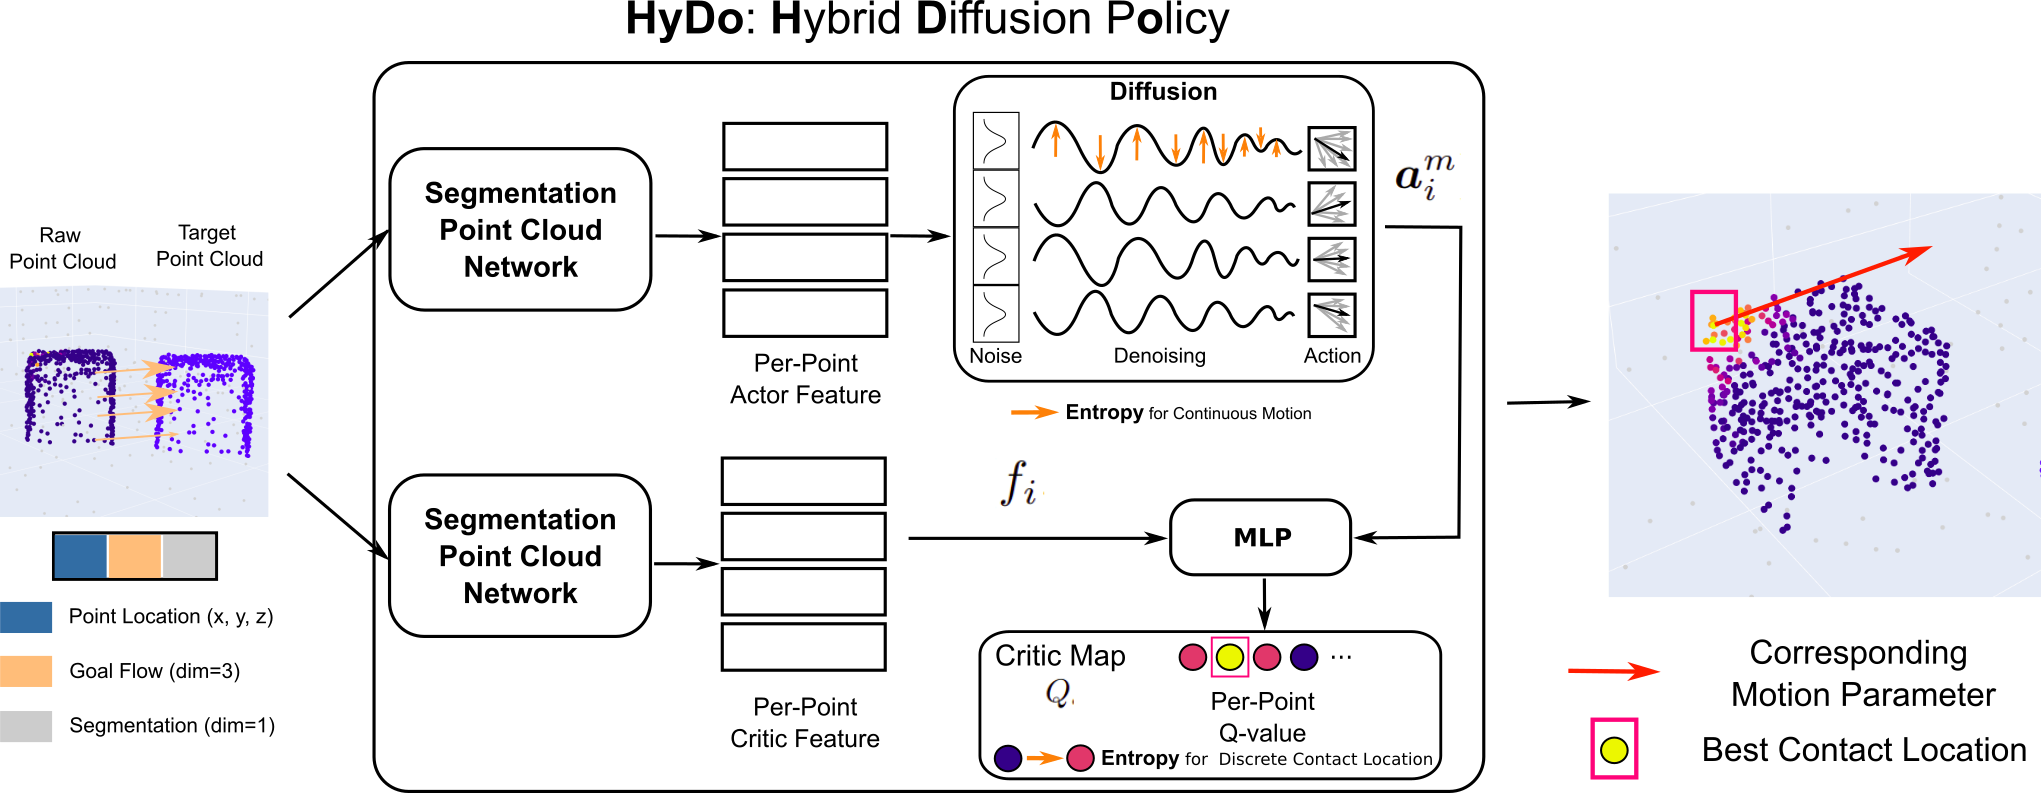 HyDo: Hybrid Diffusion Policy
Raw
Point Cloud
Target
Point Cloud
Point Location (x, y, z)
Goal Flow (dim=3)
Segmentation (dim=1)
Segmentation
Point Cloud
Network
Per-Point
Actor Feature
Diffusion
Noise
Denoising
Action
Entropy for Continuous Motion
a_i^m
Segmentation
Point Cloud
Network
Per-Point
Critic Feature
f_i
MLP
Critic Map
Q
...
Per-Point
Q-value
Entropy for Discrete Contact Location
Corresponding
Motion Parameter
Best Contact Location